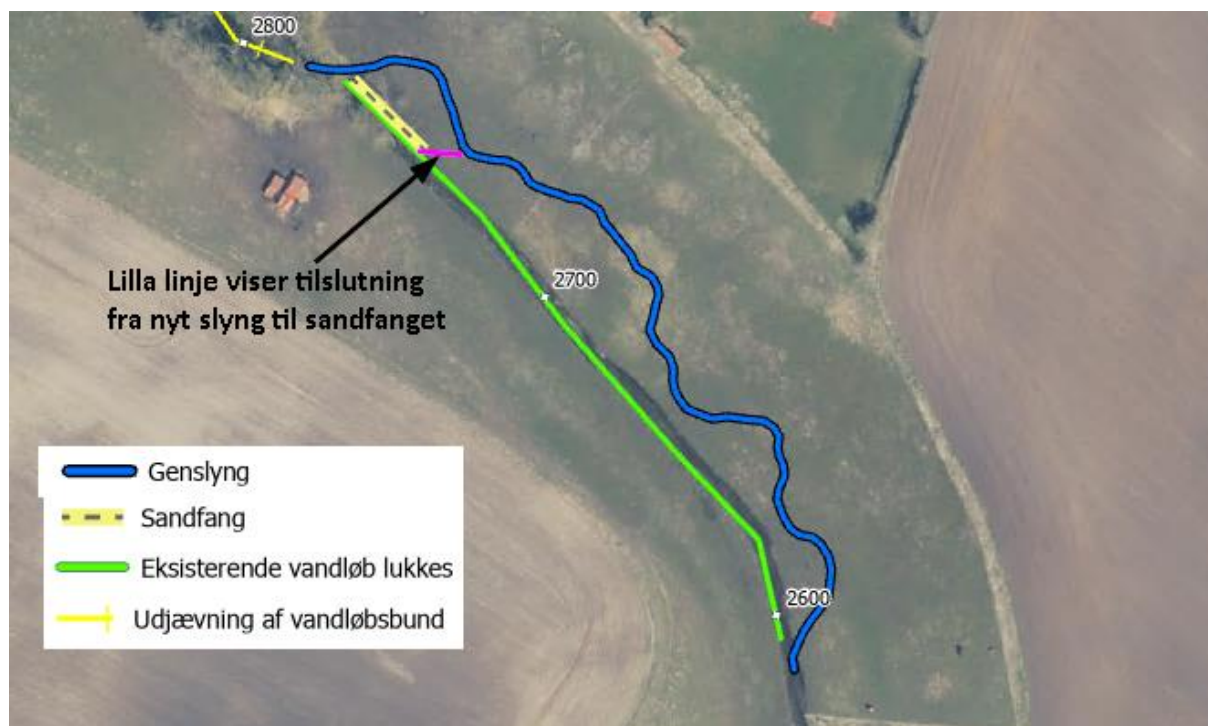 2800
Lilla linje viser tilslutning
fra nyt slyng til sandfanget
2700
Genslyng
Sandfang
Eksisterende vandløb lukkes
Udjævning af vandløbsbund
2600